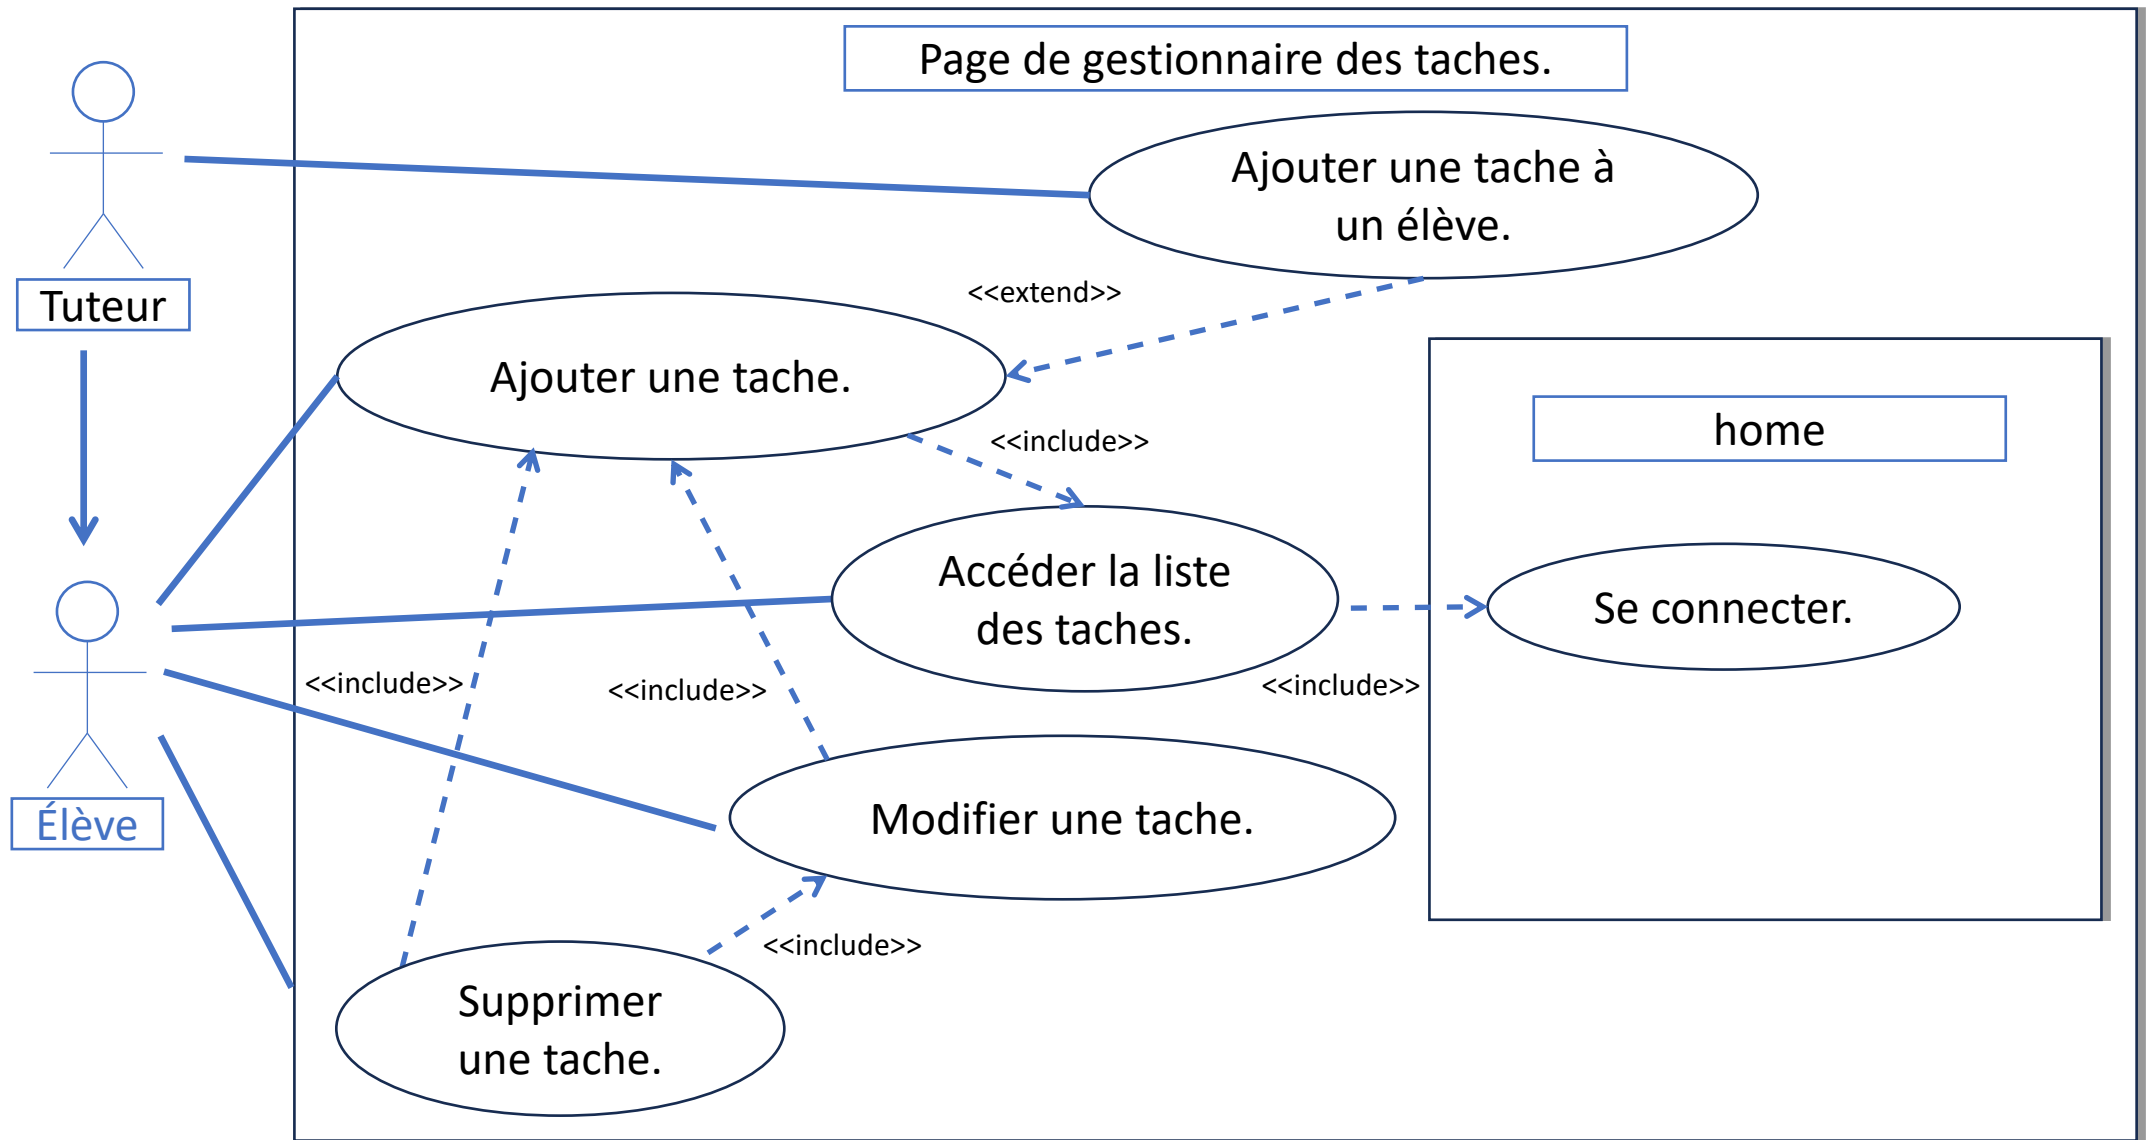 Page de gestionnaire des taches.
Ajouter une tache à
un élève.
Tuteur
<<extend>>
Ajouter une tache.
<<include>>
home
Accéder la liste
des taches.
Se connecter.
<<include>>
<<include>>
<<include>>
Élève
Modifier une tache.
<<include>>
Supprimer
une tache.